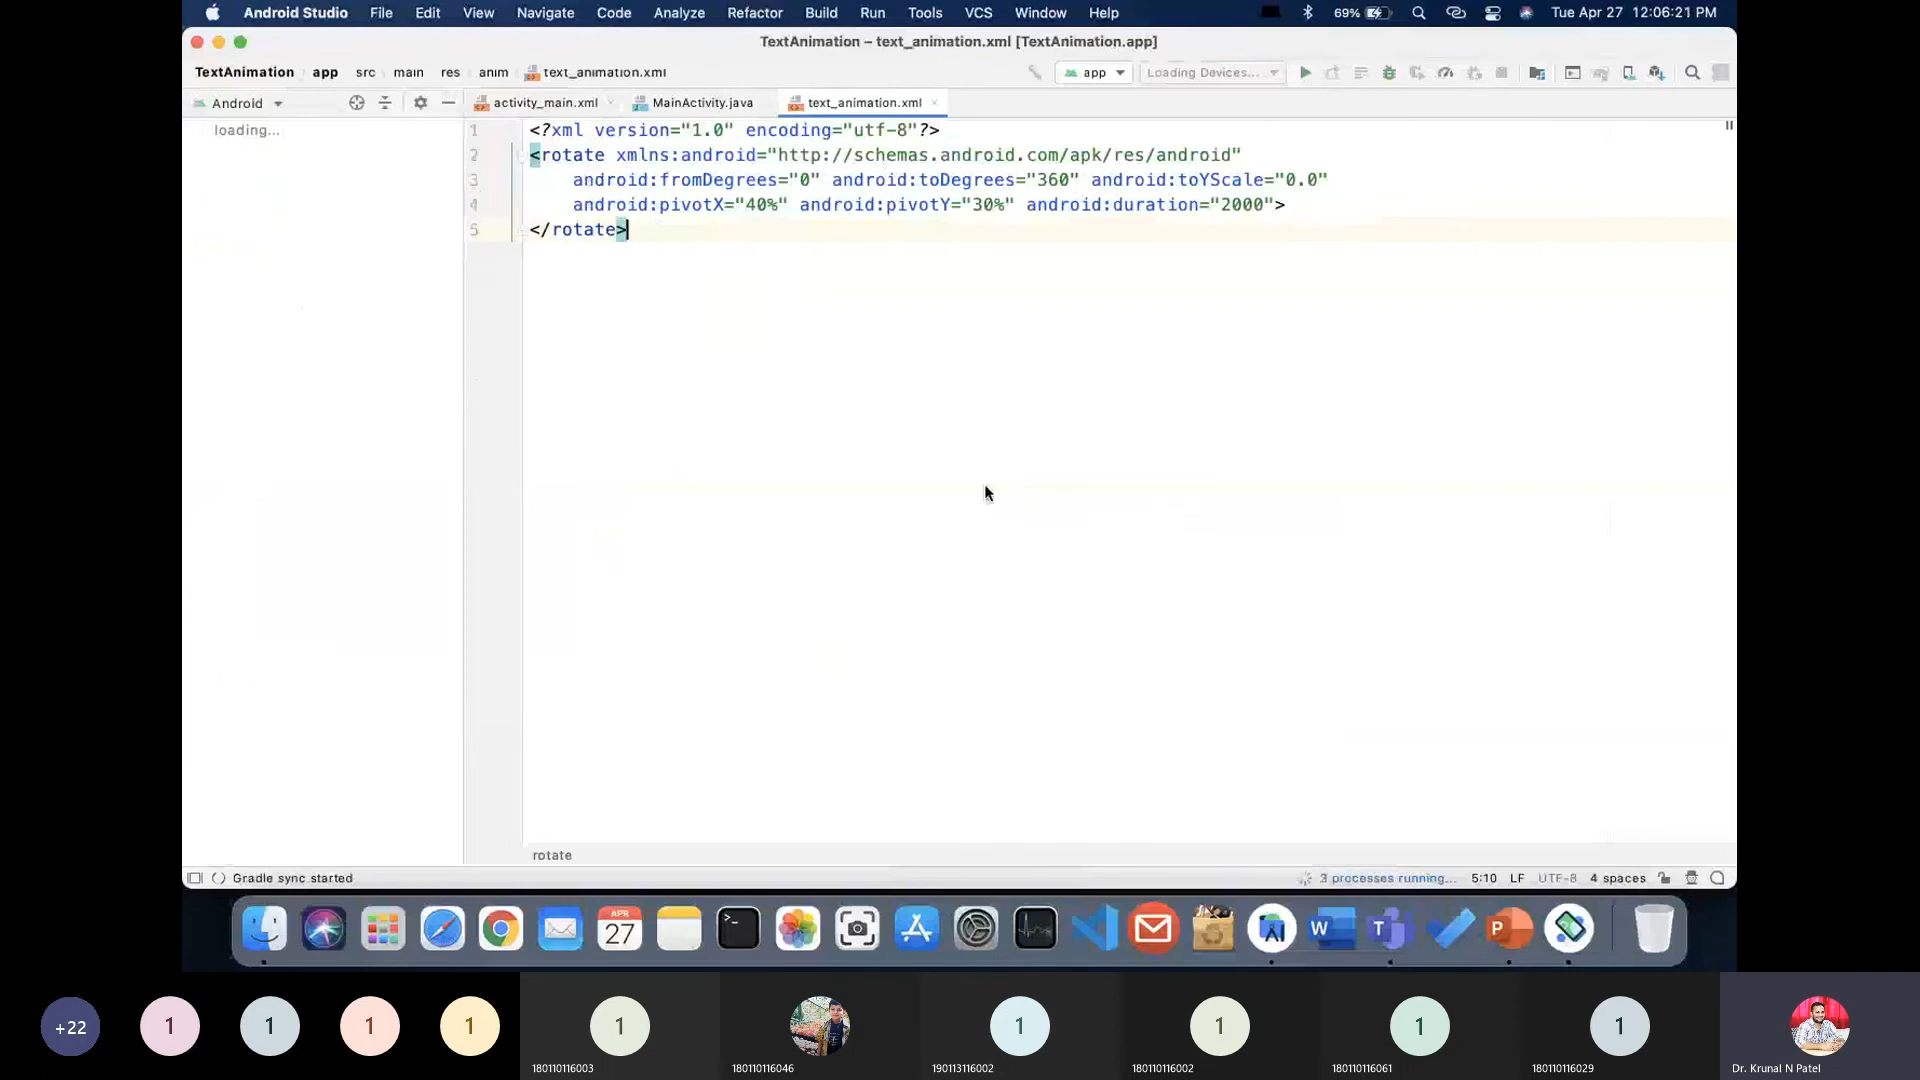 Android Studio File Edit View Navigate Code Analyze Refactor Build Run Tools VCS Window Help 69% Tue Apr 27 12:06:21 PM
TextAnimation – text_animation.xml [TextAnimation.app]
TextAnimation app src main res anim text_animation.xml app Loading Devices...
Android activity_main.xml MainActivity.java text_animation.xml
loading...
1 <?xml version="1.0" encoding="utf-8"?>
2 <rotate xmlns:android="http://schemas.android.com/apk/res/android"
3 android:fromDegrees="0" android:toDegrees="360" android:toYScale="0.0"
4 android:pivotX="40%" android:pivotY="30%" android:duration="2000">
5 </rotate>
rotate
Gradle sync started 3 processes running... 5:10 LF UTF-8 4 spaces
APR
27
W T P
+22 1 1 1 1 1 1 1 1 1
180110116003 180110116046 190113116002 180110116002 180110116061 180110116029 Dr. Krunal N Patel